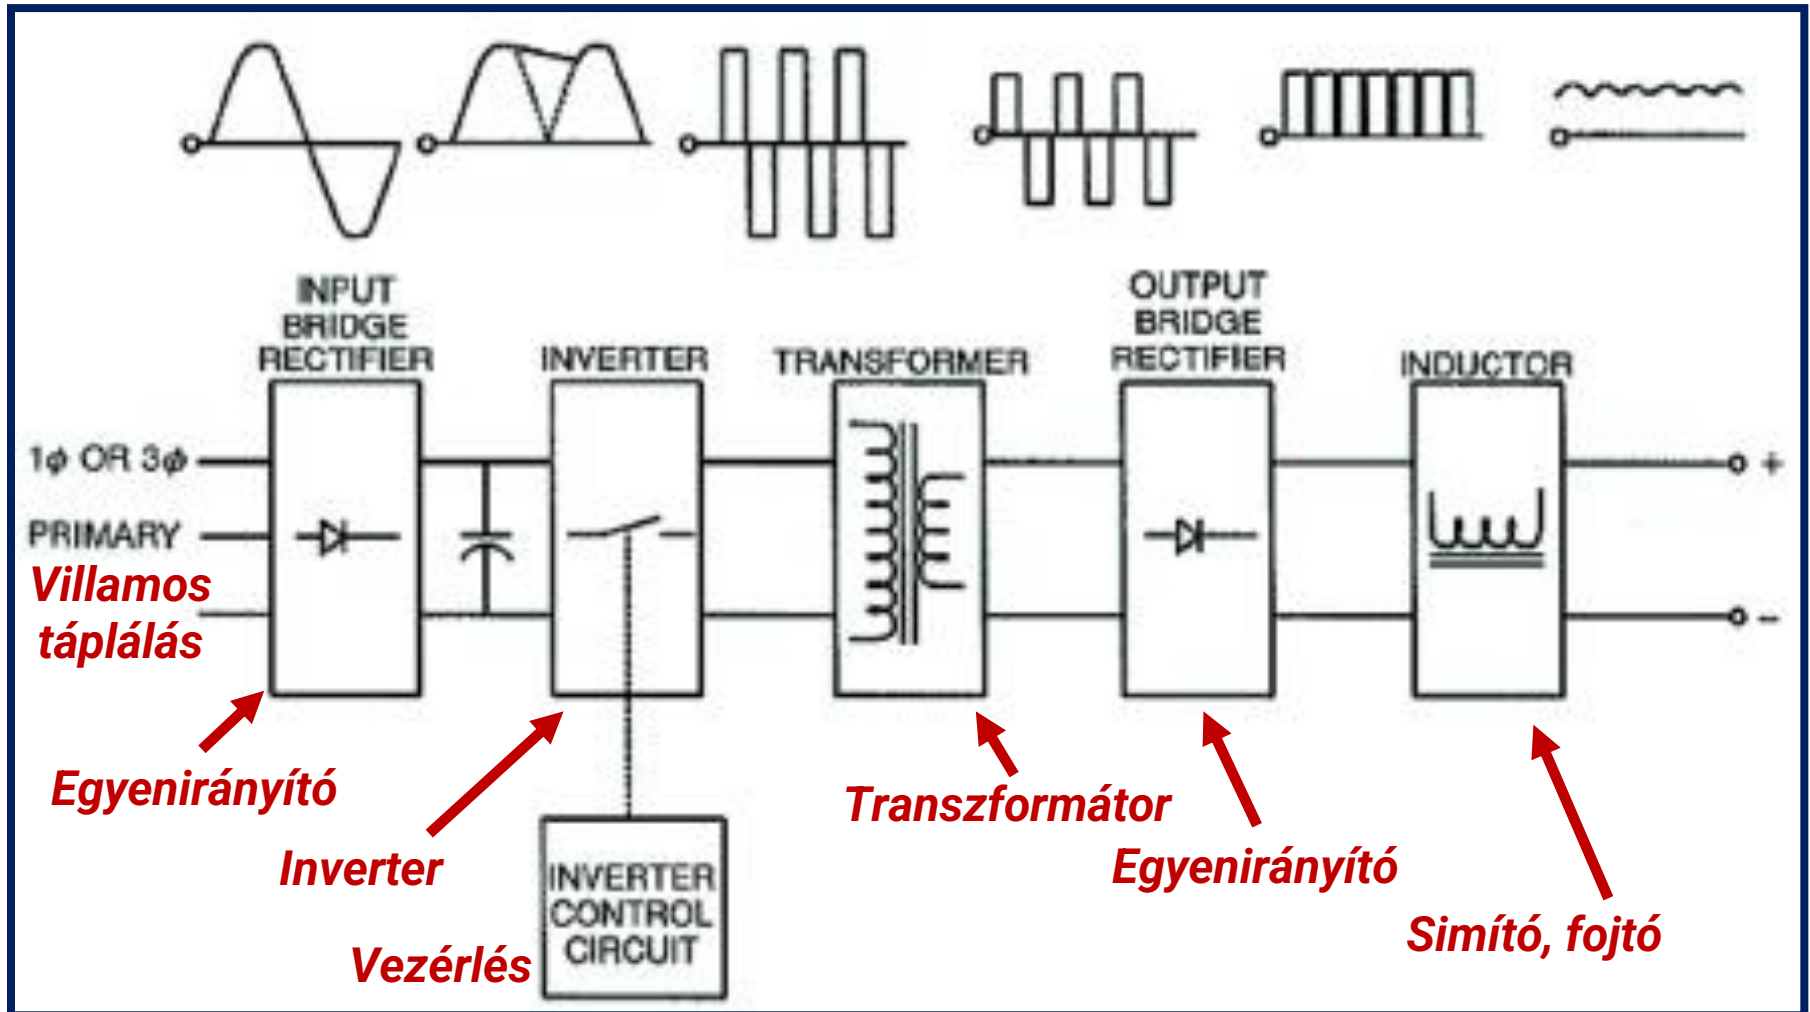 INPUT
BRIDGE
RECTIFIER
INVERTER
TRANSFORMER
OUTPUT
BRIDGE
RECTIFIER
INDUCTOR
1ϕ OR 3ϕ
PRIMARY
+
-
Villamos
táplálás
Egyenirányító
Inverter
Transzformátor
Egyenirányító
Simító, fojtó
Vezérlés
INVERTER
CONTROL
CIRCUIT